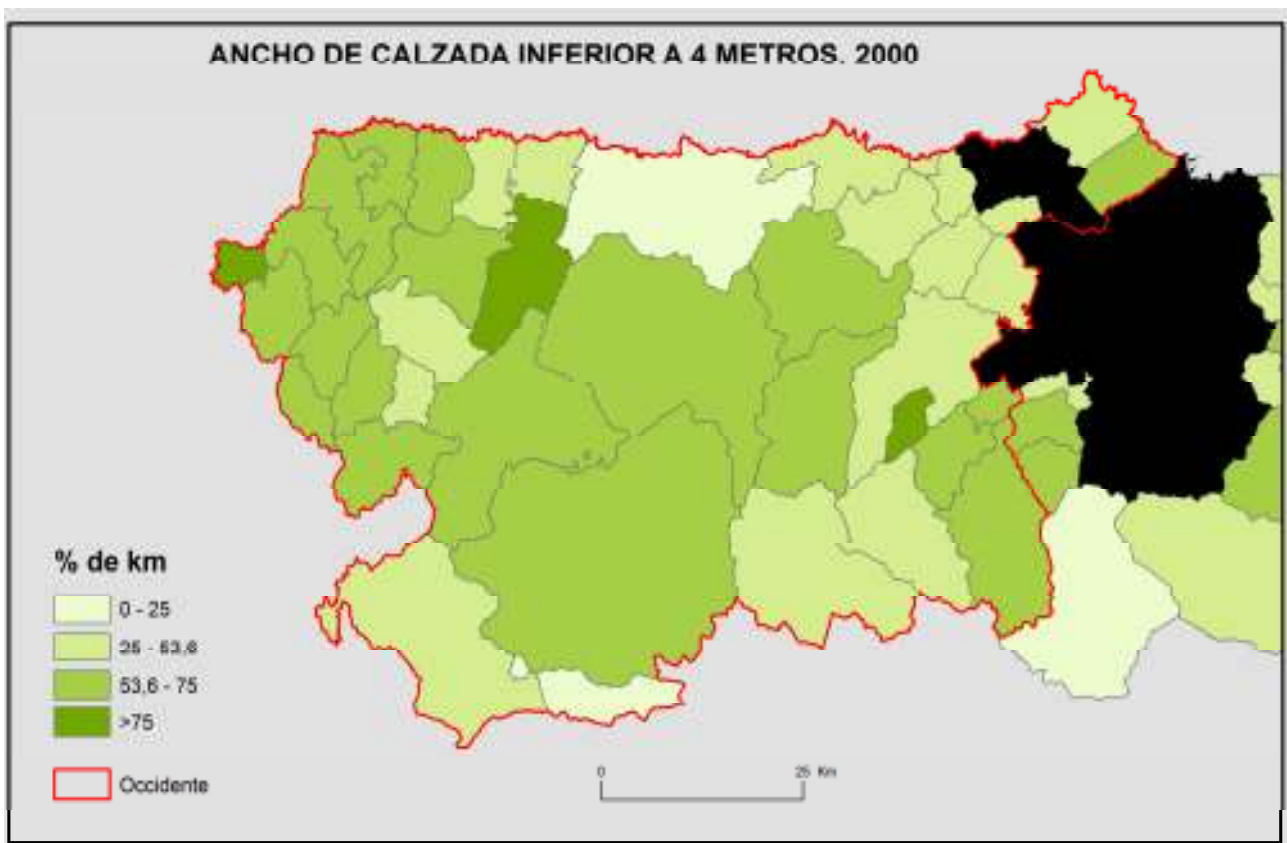 ANCHO DE CALZADA INFERIOR A 4 METROS. 2000
% de km
0 - 25
25 - 53,6
53,6 - 75
>75
Occidente
0 25 Km